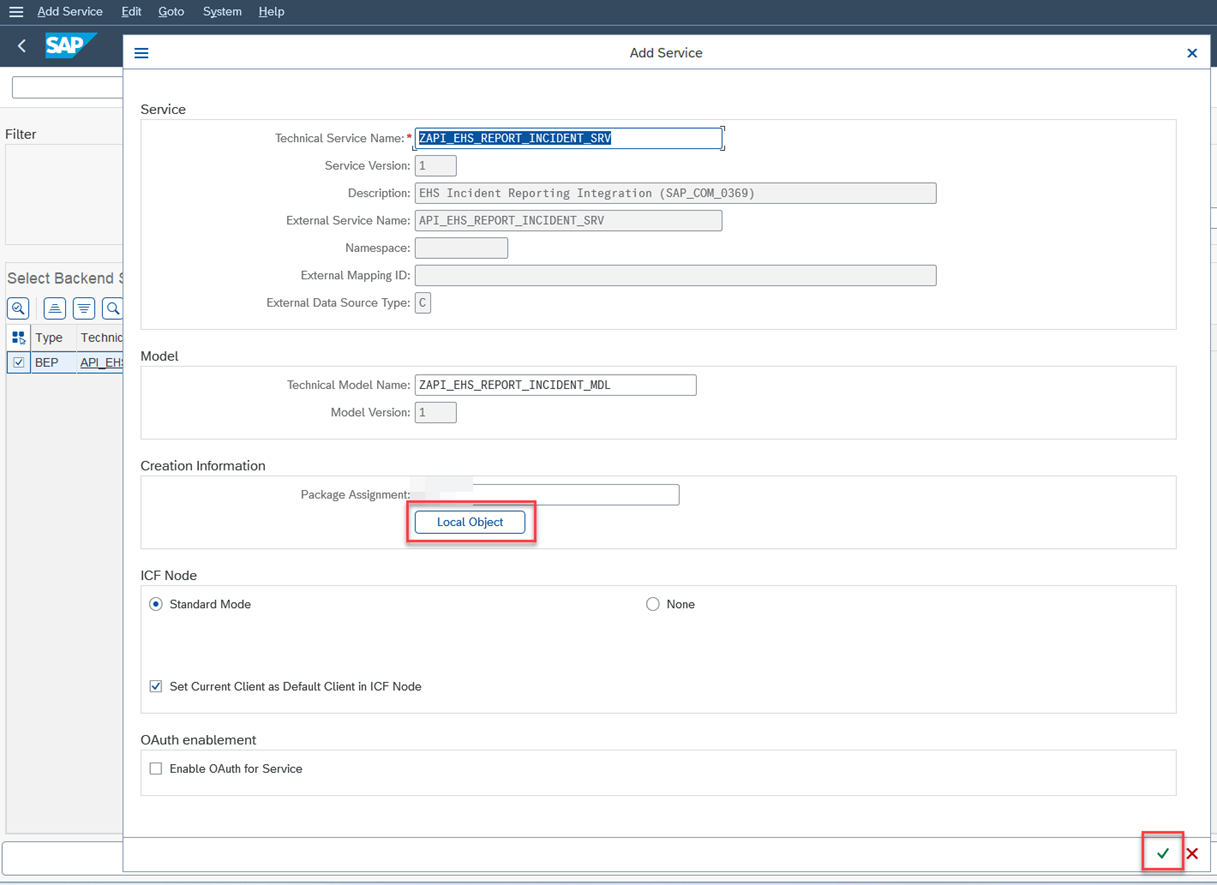 Add Service Edit Goto System Help
SAP
Add Service
Service
Filter
Technical Service Name: * ZAPI_EHS_REPORT_INCIDENT_SRV
Service Version: 1
Description: EHS Incident Reporting Integration (SAP_COM_0369)
External Service Name: API_EHS_REPORT_INCIDENT_SRV
Namespace:
External Mapping ID:
Select Backend S
External Data Source Type: C
Type Technic
Model
BEP API_EHS
Technical Model Name: ZAPI_EHS_REPORT_INCIDENT_MDL
Model Version: 1
Creation Information
Package Assignment:
Local Object
ICF Node
Standard Mode None
Set Current Client as Default Client in ICF Node
OAuth enablement
Enable OAuth for Service